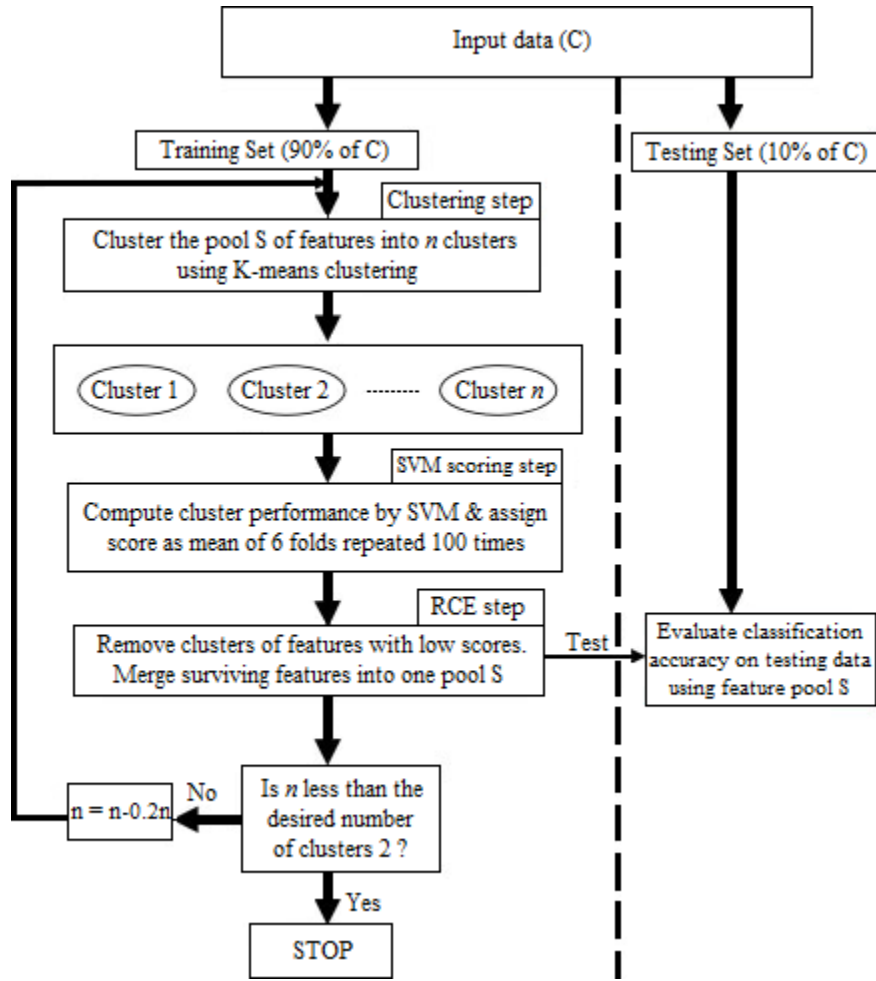 Input data (C)
Training Set (90% of C)
Testing Set (10% of C)
Clustering step
Cluster the pool S of features into n clusters
using K-means clustering
Cluster 1
Cluster 2
---------
Cluster n
SVM scoring step
Compute cluster performance by SVM & assign
score as mean of 6 folds repeated 100 times
RCE step
Remove clusters of features with low scores.
Merge surviving features into one pool S
Test
Evaluate classification
accuracy on testing data
using feature pool S
Is n less than the
desired number
of clusters 2 ?
No
n = n-0.2n
Yes
STOP